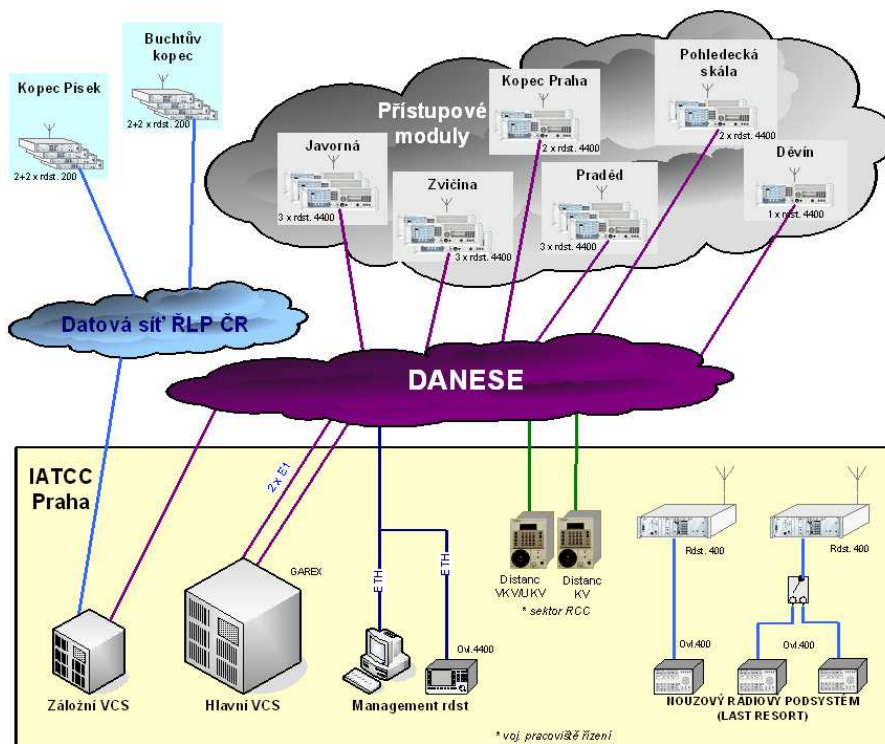 Buchtův
kopec
2+2 x rdst. 200
Kopec Písek
2+2 x rdst. 200
Přístupové
moduly
Kopec Praha
2 x rdst. 4400
Pohledecká
skála
2 x rdst. 4400
Javorná
3 x rdst. 4400
Zvičina
3 x rdst. 4400
Praděd
3 x rdst. 4400
Děvín
1 x rdst. 4400
Datová síť ŘLP ČR
DANESE
IATCC
Praha
2 x E1
GAREX
ETH
ETH
Distanc
VKV/UKV
Distanc
KV
* sektor RCC
Rdst. 400
Rdst. 400
Ovl.4400
Ovl.400
Ovl.400
Záložní VCS
Hlavní VCS
Management rdst
NOUZOVÝ RÁDIOVÝ PODSYSTÉM
(LAST RESORT)
* voj. pracoviště řízení